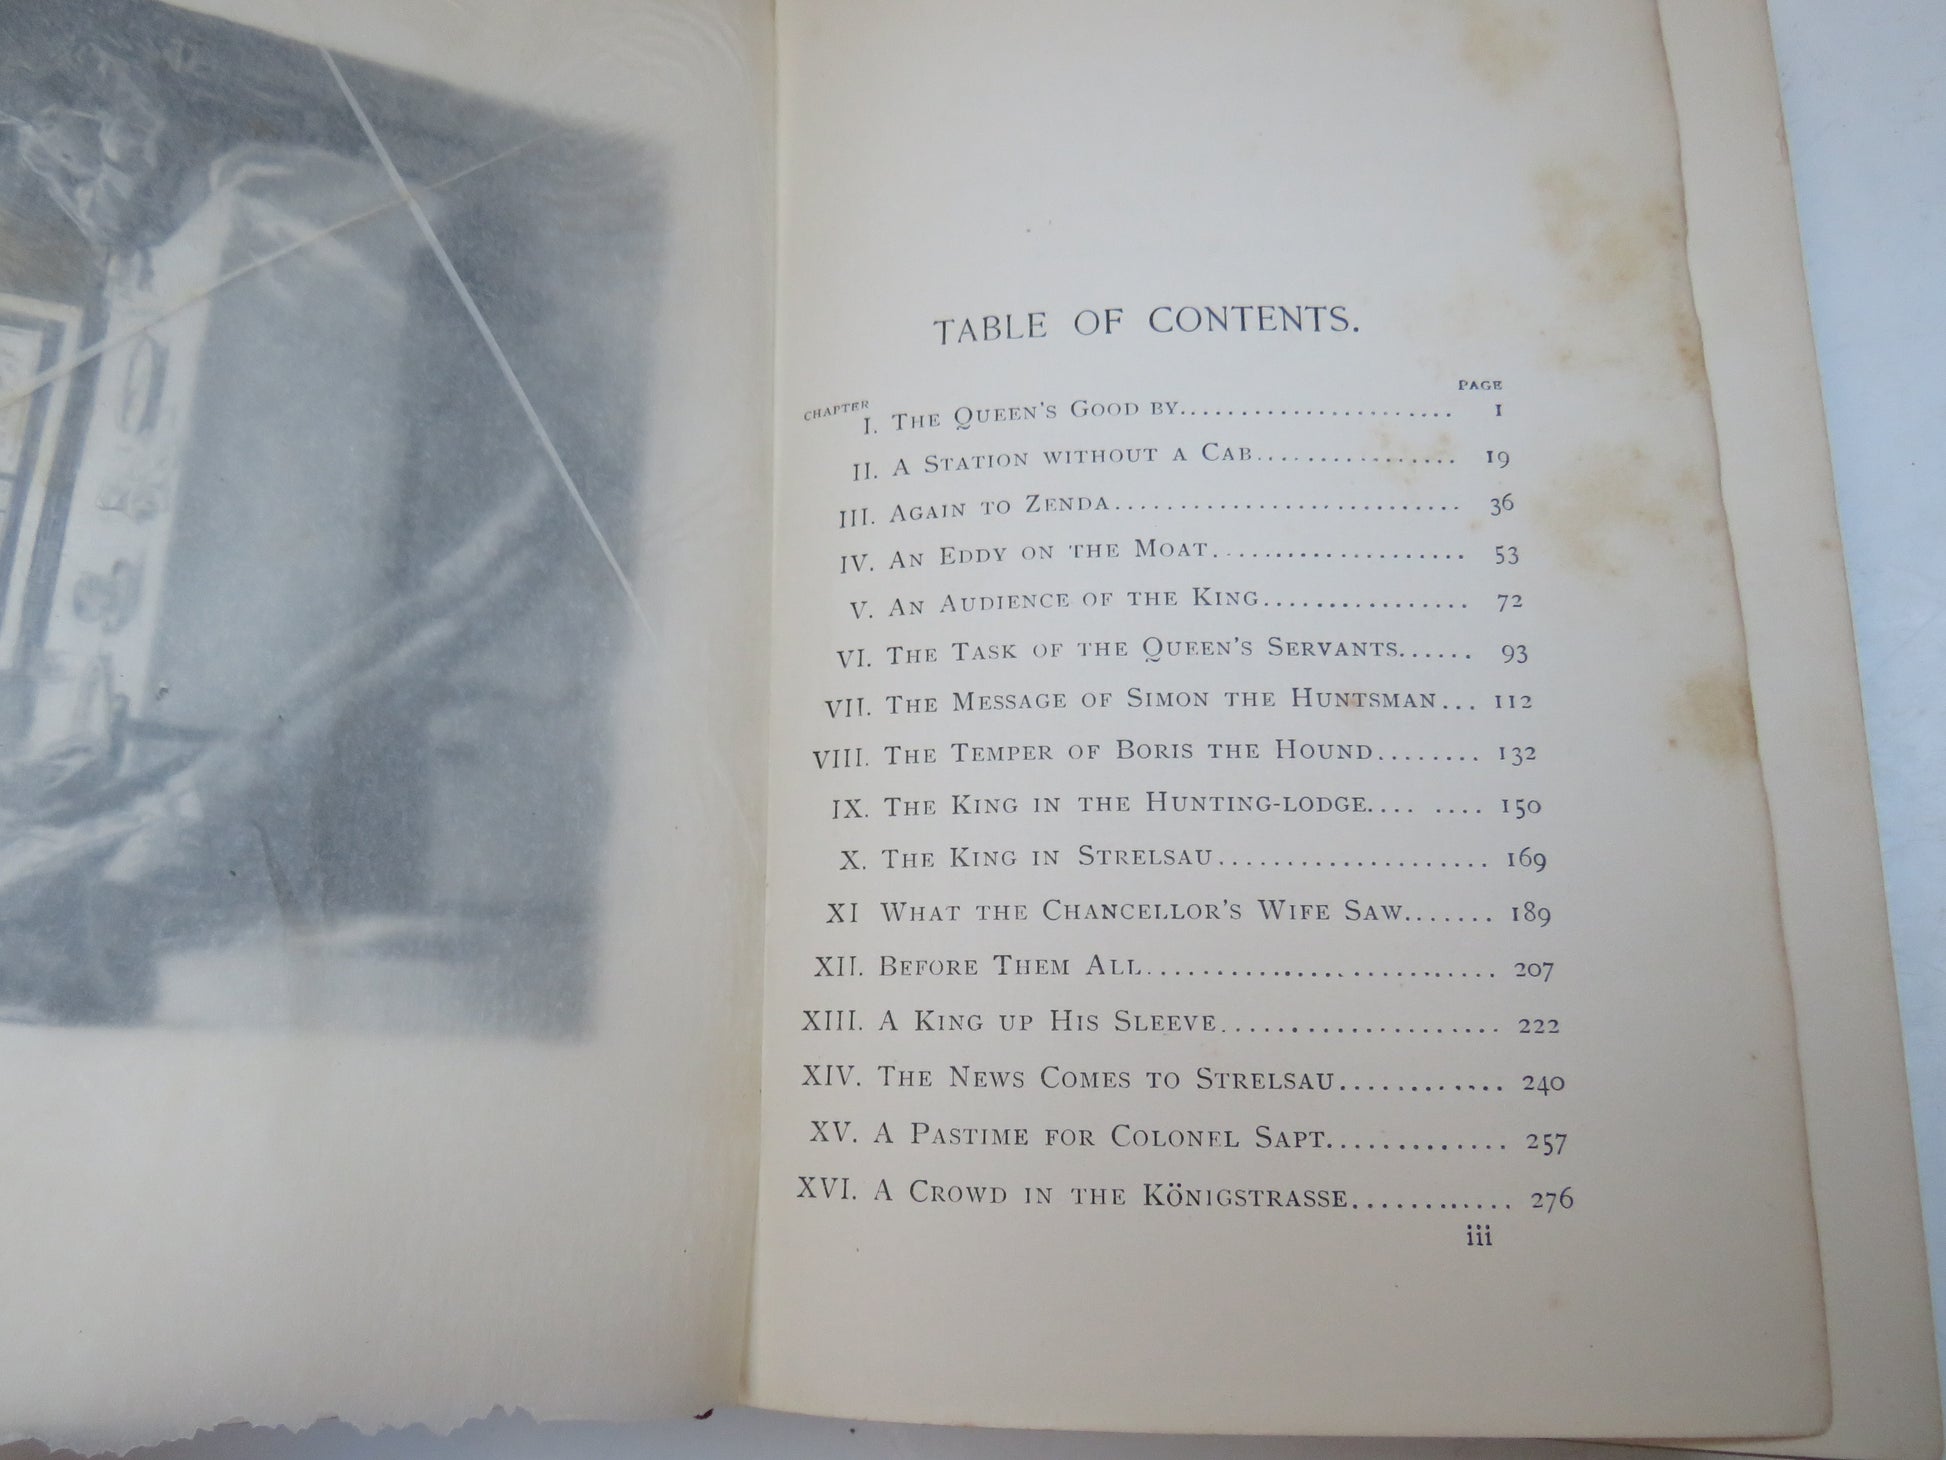 TABLE OF CONTENTS.
CHAPTER PAGE
I. THE QUEEN'S GOOD BY....................... 1
II. A STATION WITHOUT A CAB................. 19
III. AGAIN TO ZENDA............................ 36
IV. AN EDDY ON THE MOAT..................... 53
V. AN AUDIENCE OF THE KING................. 72
VI. THE TASK OF THE QUEEN'S SERVANTS...... 93
VII. THE MESSAGE OF SIMON THE HUNTSMAN... 112
VIII. THE TEMPER OF BORIS THE HOUND........ 132
IX. THE KING IN THE HUNTING-LODGE.... .... 150
X. THE KING IN STRELSAU..................... 169
XI WHAT THE CHANCELLOR'S WIFE SAW....... 189
XII. BEFORE THEM ALL.......................... 207
XIII. A KING UP HIS SLEEVE..................... 222
XIV. THE NEWS COMES TO STRELSAU............ 240
XV. A PASTIME FOR COLONEL SAPT............. 257
XVI. A CROWD IN THE KÖNIGSTRASSE............ 276
iii